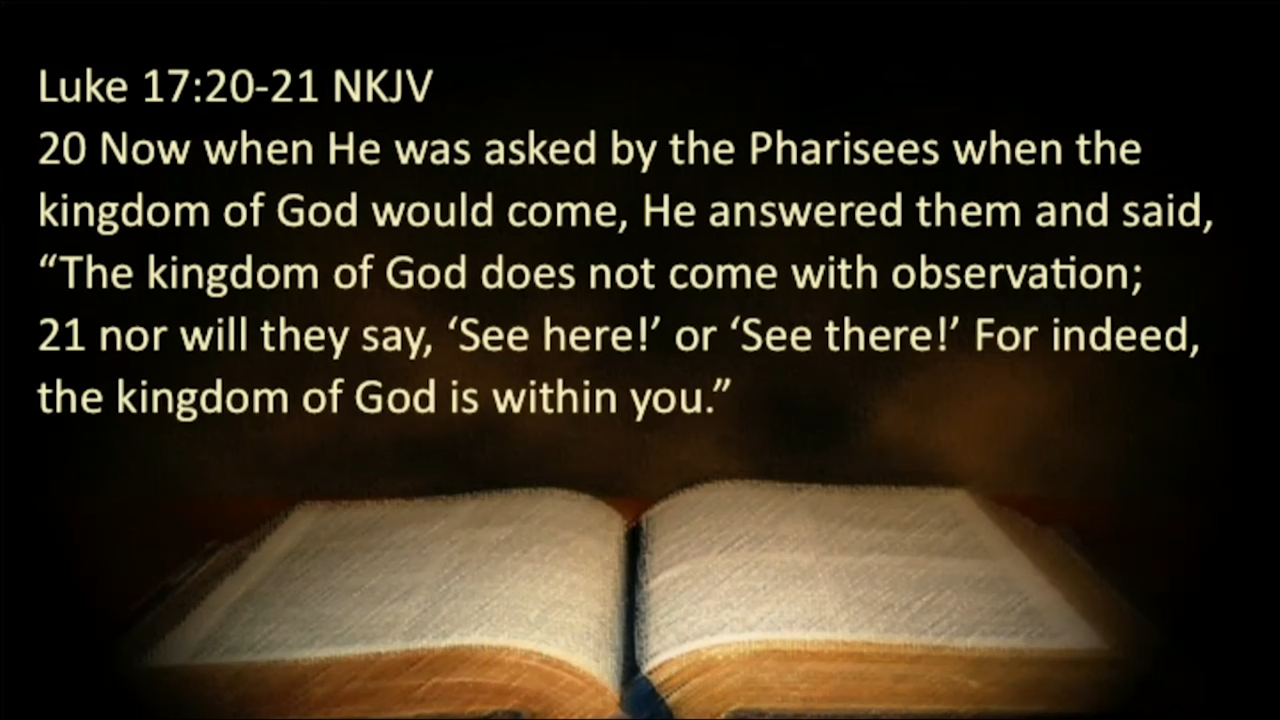 Luke 17:20-21 NKJV
20 Now when He was asked by the Pharisees when the
kingdom of God would come, He answered them and said,
“The kingdom of God does not come with observation;
21 nor will they say, ‘See here!’ or ‘See there!’ For indeed,
the kingdom of God is within you.”